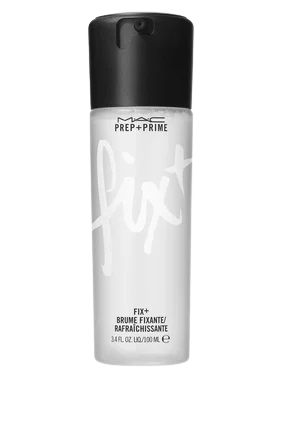 MAC
PREP+PRIME
fix+
FIX+
BRUME FIXANTE/
RAFRAÎCHISSANTE
3.4 FL. OZ. LIQ./100 ML ℮